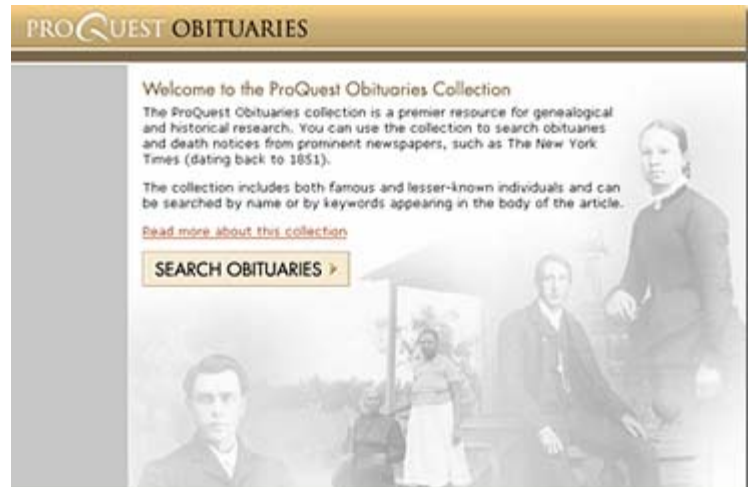 PROQUEST OBITUARIES
Welcome to the ProQuest Obituaries Collection
The ProQuest Obituaries collection is a premier resource for genealogical
and historical research. You can use the collection to search obituaries
and death notices from prominent newspapers, such as The New York
Times (dating back to 1851).
The collection includes both famous and lesser-known individuals and can
be searched by name or by keywords appearing in the body of the article.
Read more about this collection
SEARCH OBITUARIES